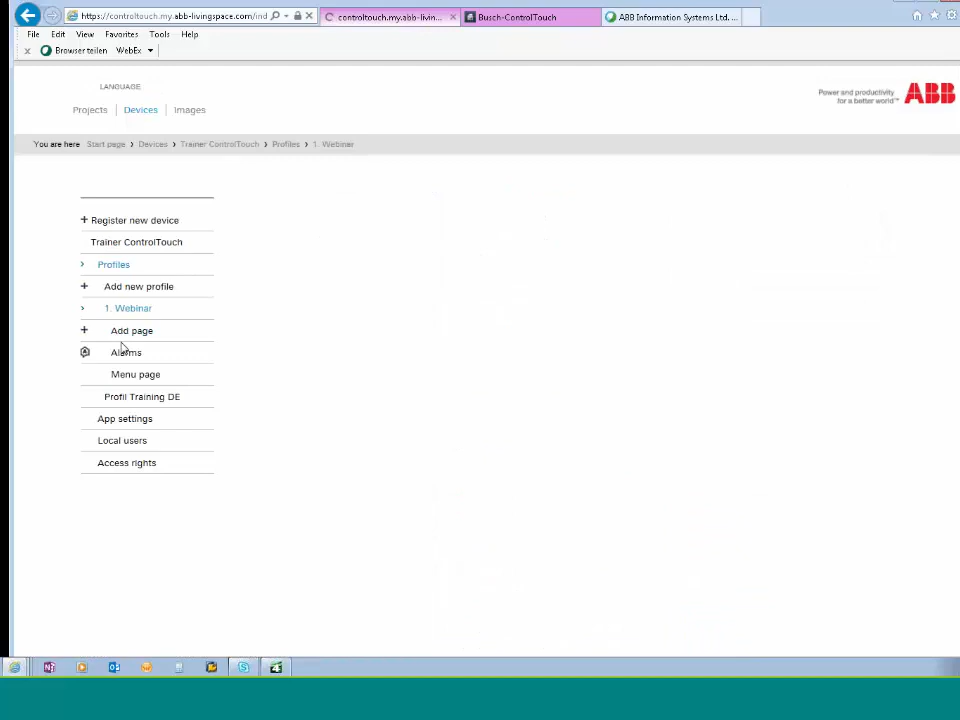 https://controltouch.my.abb-livingspace.com/ind
controltouch.my.abb-livin...
Busch-ControlTouch
ABB Information Systems Ltd. ...
File Edit View Favorites Tools Help
x Browser teilen WebEx
LANGUAGE
Projects Devices Images
Power and productivity
for a better world™
ABB
You are here Start page > Devices > Trainer ControlTouch > Profiles > 1. Webinar
+ Register new device
Trainer ControlTouch
> Profiles
+ Add new profile
> 1. Webinar
+ Add page
Alarms
Menu page
Profil Training DE
App settings
Local users
Access rights